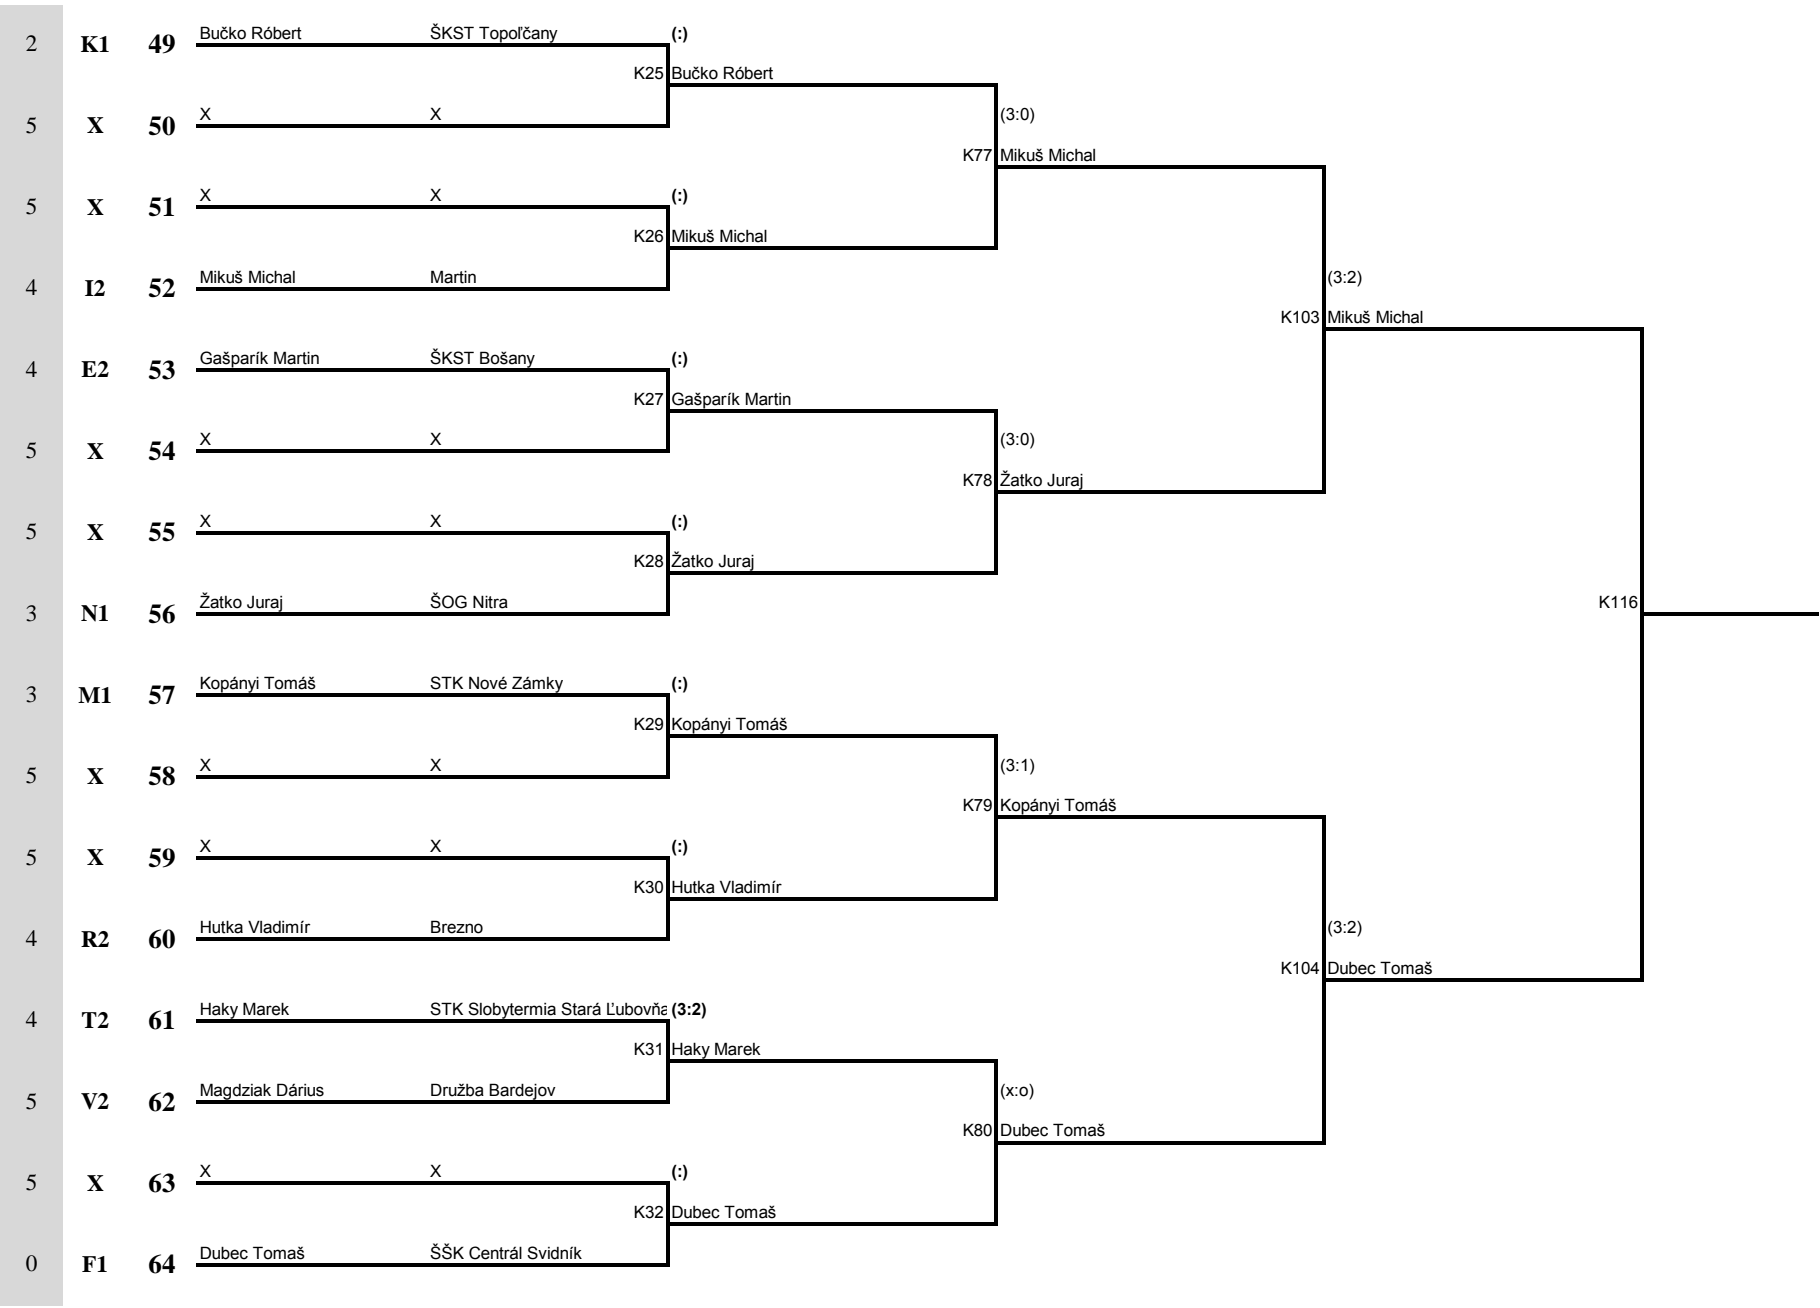 2 K1 49 Bučko Róbert ŠKST Topoľčany (:)
K25 Bučko Róbert
5 X 50 X X (3:0)
K77 Mikuš Michal
5 X 51 X X (:)
K26 Mikuš Michal
4 I2 52 Mikuš Michal Martin (3:2)
K103 Mikuš Michal
4 E2 53 Gašparík Martin ŠKST Bošany (:)
K27 Gašparík Martin
5 X 54 X X (3:0)
K78 Žatko Juraj
5 X 55 X X (:)
K28 Žatko Juraj
3 N1 56 Žatko Juraj ŠOG Nitra K116
3 M1 57 Kopányi Tomáš STK Nové Zámky (:)
K29 Kopányi Tomáš
5 X 58 X X (3:1)
K79 Kopányi Tomáš
5 X 59 X X (:)
K30 Hutka Vladimír
4 R2 60 Hutka Vladimír Brezno (3:2)
K104 Dubec Tomaš
4 T2 61 Haky Marek STK Slobytermia Stará Ľubovňa (3:2)
K31 Haky Marek
5 V2 62 Magdziak Dárius Družba Bardejov (x:o)
K80 Dubec Tomaš
5 X 63 X X (:)
K32 Dubec Tomaš
0 F1 64 Dubec Tomaš ŠŠK Centrál Svidník